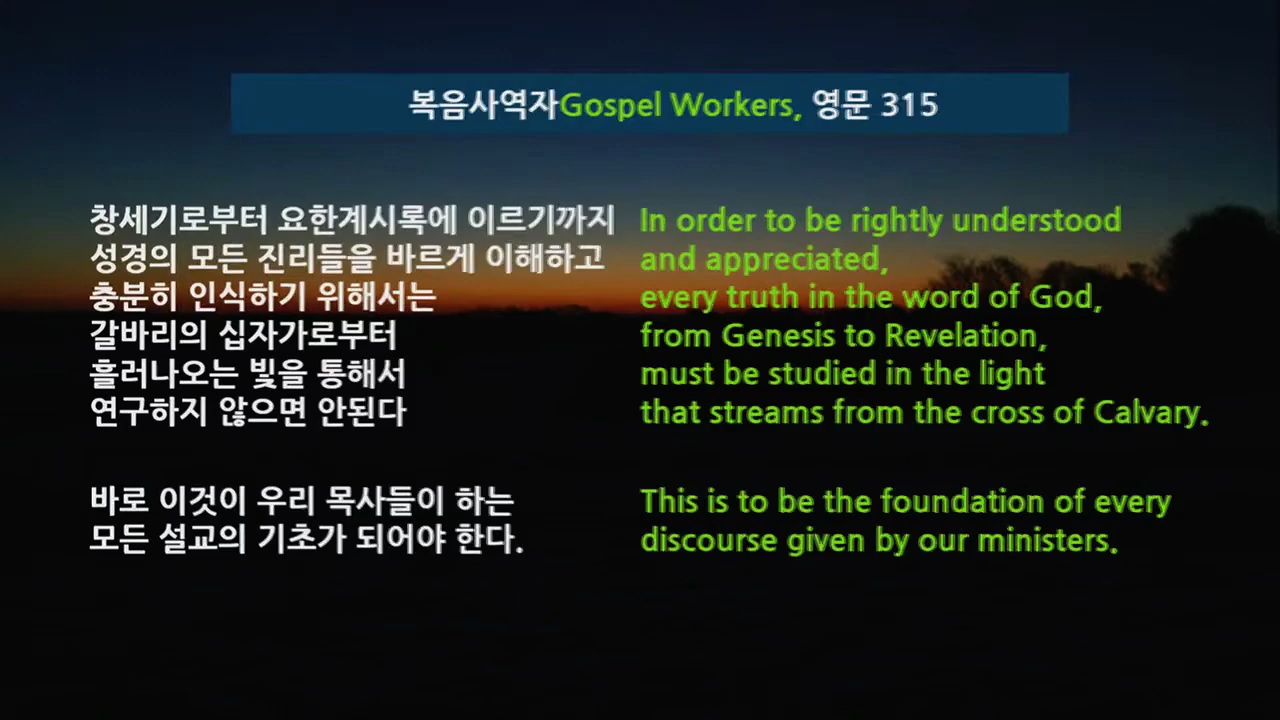 복음사역자Gospel Workers, 영문 315
창세기로부터 요한계시록에 이르기까지
성경의 모든 진리들을 바르게 이해하고
충분히 인식하기 위해서는
갈바리의 십자가로부터
흘러나오는 빛을 통해서
연구하지 않으면 안된다
바로 이것이 우리 목사들이 하는
모든 설교의 기초가 되어야 한다.
In order to be rightly understood
and appreciated,
every truth in the word of God,
from Genesis to Revelation,
must be studied in the light
that streams from the cross of Calvary.
This is to be the foundation of every
discourse given by our ministers.